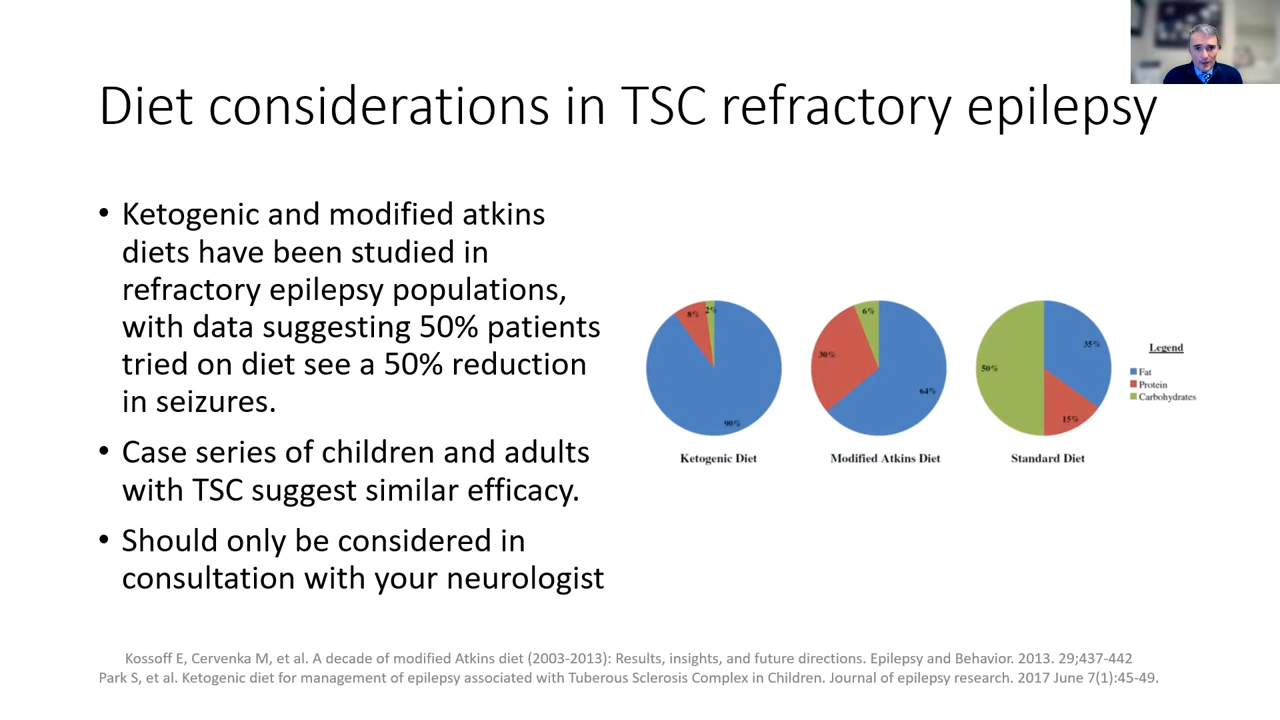 Diet considerations in TSC refractory epilepsy
• Ketogenic and modified atkins
diets have been studied in
refractory epilepsy populations,
with data suggesting 50% patients
tried on diet see a 50% reduction
in seizures.
• Case series of children and adults
with TSC suggest similar efficacy.
• Should only be considered in
consultation with your neurologist
8%
2%
90%
Ketogenic Diet
6%
30%
64%
Modified Atkins Diet
50%
35%
15%
Standard Diet
Legend
Fat
Protein
Carbohydrates
Kossoff E, Cervenka M, et al. A decade of modified Atkins diet (2003-2013): Results, insights, and future directions. Epilepsy and Behavior. 2013. 29;437-442
Park S, et al. Ketogenic diet for management of epilepsy associated with Tuberous Sclerosis Complex in Children. Journal of epilepsy research. 2017 June 7(1):45-49.